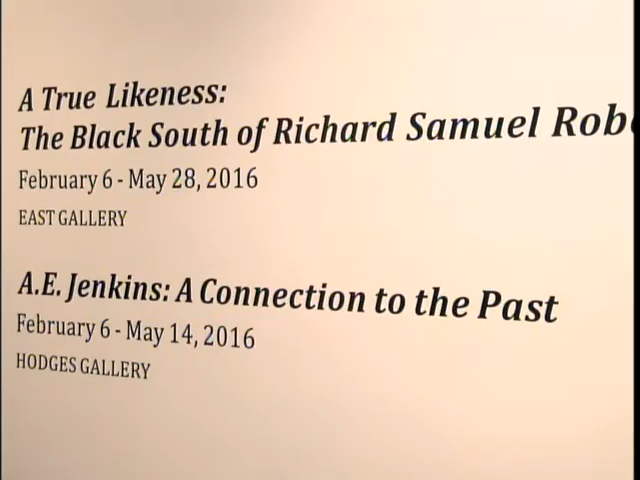 A True Likeness:
The Black South of Richard Samuel
February 6 - May 28, 2016
EAST GALLERY
A.E. Jenkins: A Connection to the Past
February 6 - May 14, 2016
HODGES GALLERY